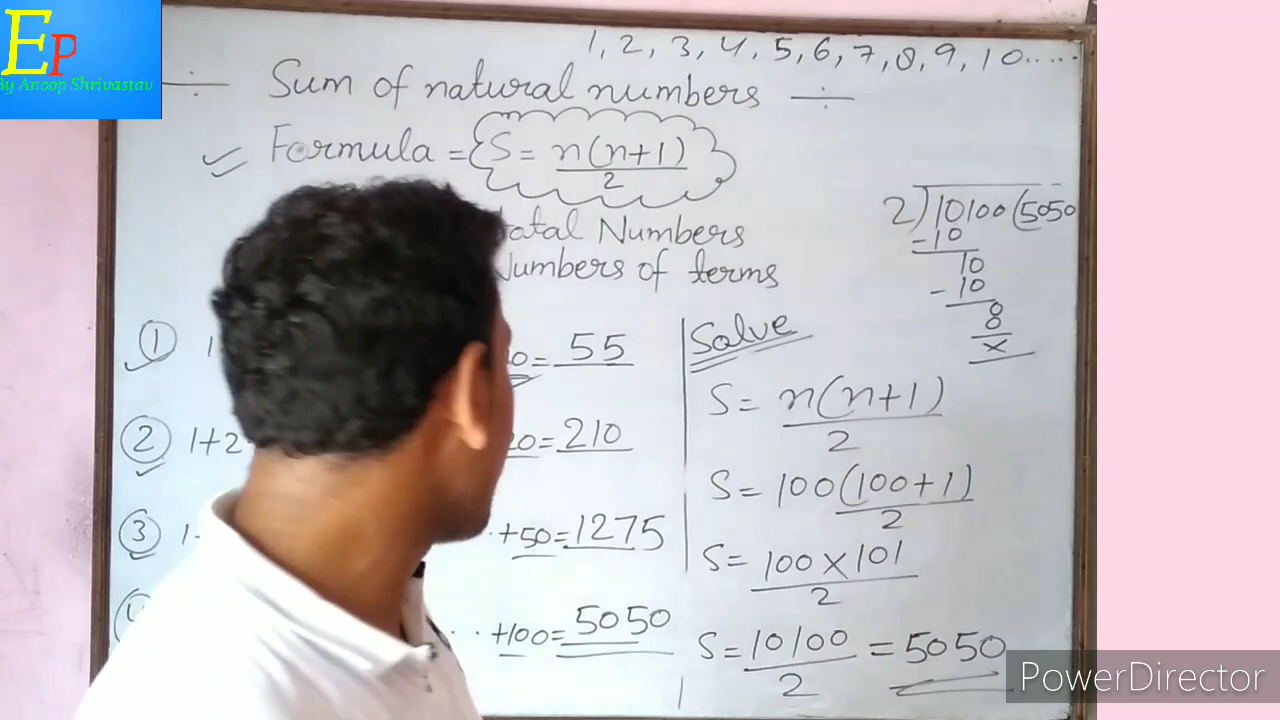 EP
By Anoop Shrivastav
1, 2, 3, 4, 5, 6, 7, 8, 9, 10.....
÷ Sum of natural numbers ÷
Formula = S = n(n+1)/2
total Numbers
Numbers of terms
① 1 = 55
② 1+2 20 = 210
③ 1 +50 = 1275
+100 = 5050
2)10100(5050
-10
10
-10
0
0
x
Solve
S = n(n+1)/2
S = 100(100+1)/2
S = 100 × 101/2
S = 10100/2 = 5050
PowerDirector